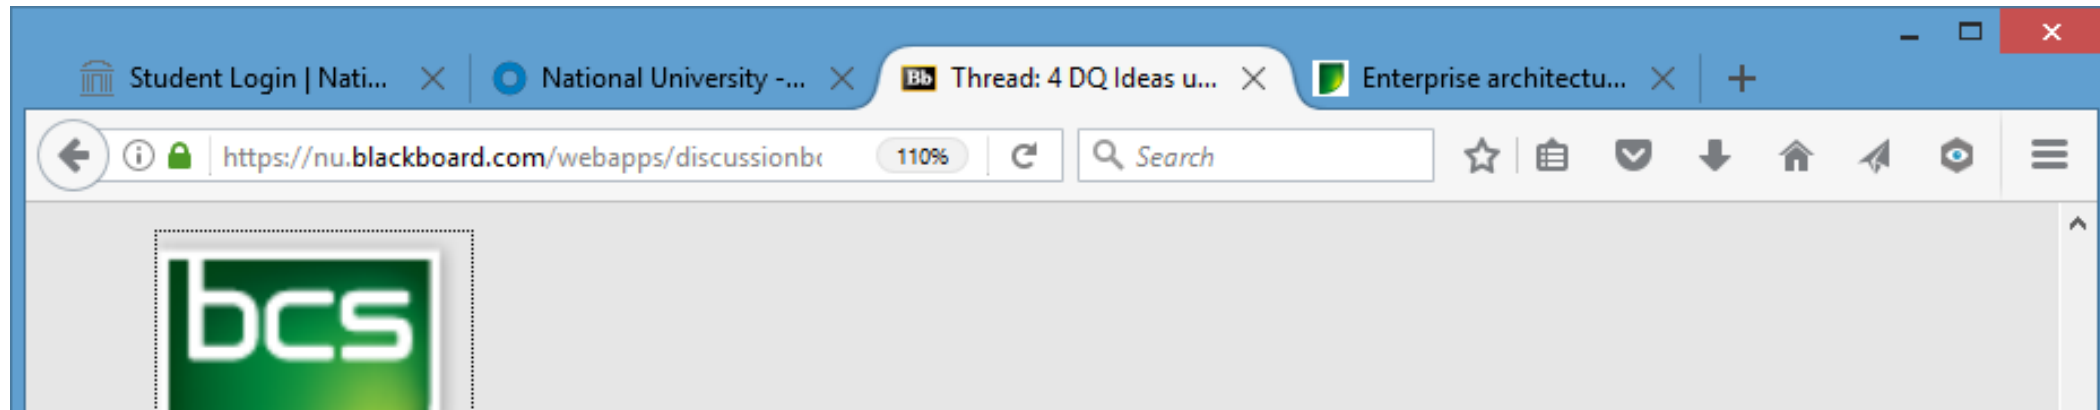 Student Login | Nati... National University -... Bb Thread: 4 DQ Ideas u... Enterprise architectu...
https://nu.blackboard.com/webapps/discussionb 110% Search
bcs